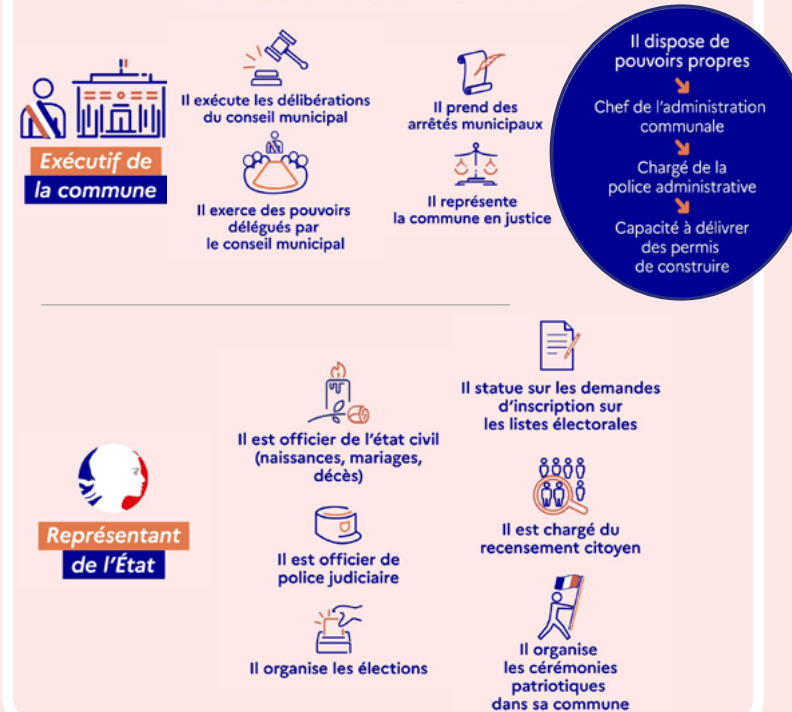 Exécutif de
la commune
Il exécute les délibérations
du conseil municipal
Il prend des
arrêtés municipaux
Il exerce des pouvoirs
délégués par
le conseil municipal
Il représente
la commune en justice
Il dispose de
pouvoirs propres
Chef de l'administration
communale
Chargé de la
police administrative
Capacité à délivrer
des permis
de construire
Représentant
de l'État
Il est officier de l'état civil
(naissances, mariages,
décès)
Il statue sur les demandes
d'inscription sur
les listes électorales
Il est officier de
police judiciaire
Il est chargé du
recensement citoyen
Il organise les élections
Il organise
les cérémonies
patriotiques
dans sa commune